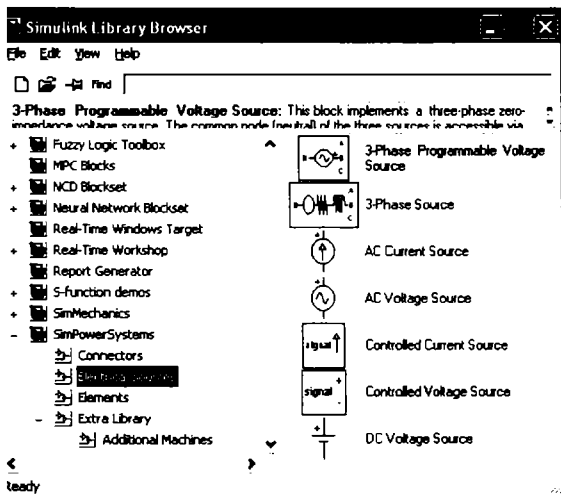 Simulink Library Browser
File Edit View Help
Find
3-Phase Programmable Voltage Source: This block implements a three-phase zero-
impedance voltage source. The common node (neutral) of the three sources is accessible via
+ Fuzzy Logic Toolbox
MPC Blocks
+ NCD Blockset
+ Neural Network Blockset
Real-Time Windows Target
+ Real-Time Workshop
Report Generator
+ S-function demos
+ SimMechanics
- SimPowerSystems
Connectors
Electrical Sources
Elements
- Extra Library
Additional Machines
3-Phase Programmable Voltage
Source
3-Phase Source
AC Current Source
AC Voltage Source
signal
Controlled Current Source
signal
Controlled Voltage Source
DC Voltage Source
Ready